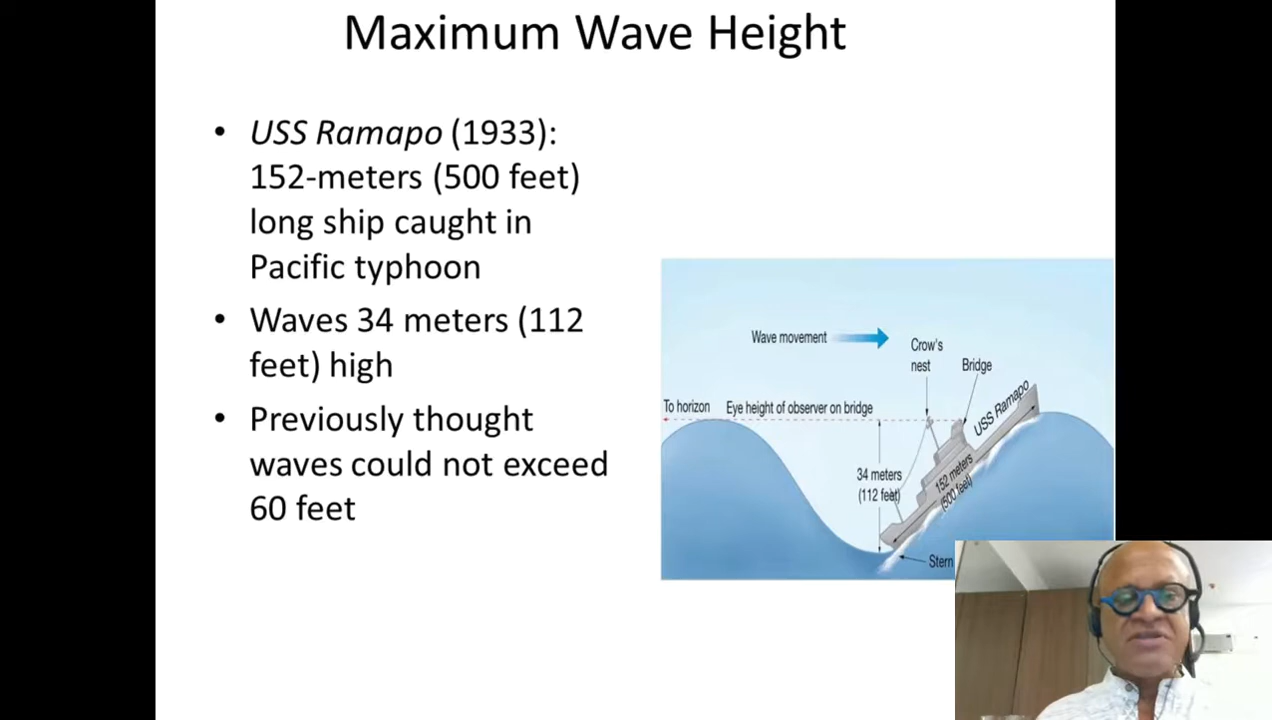 Maximum Wave Height
• USS Ramapo (1933):
152-meters (500 feet)
long ship caught in
Pacific typhoon
• Waves 34 meters (112
feet) high
• Previously thought
waves could not exceed
60 feet
Wave movement
Crow's
nest
Bridge
To horizon
Eye height of observer on bridge
USS Ramapo
34 meters
(112 feet)
152 meters
(500 feet)
Stern